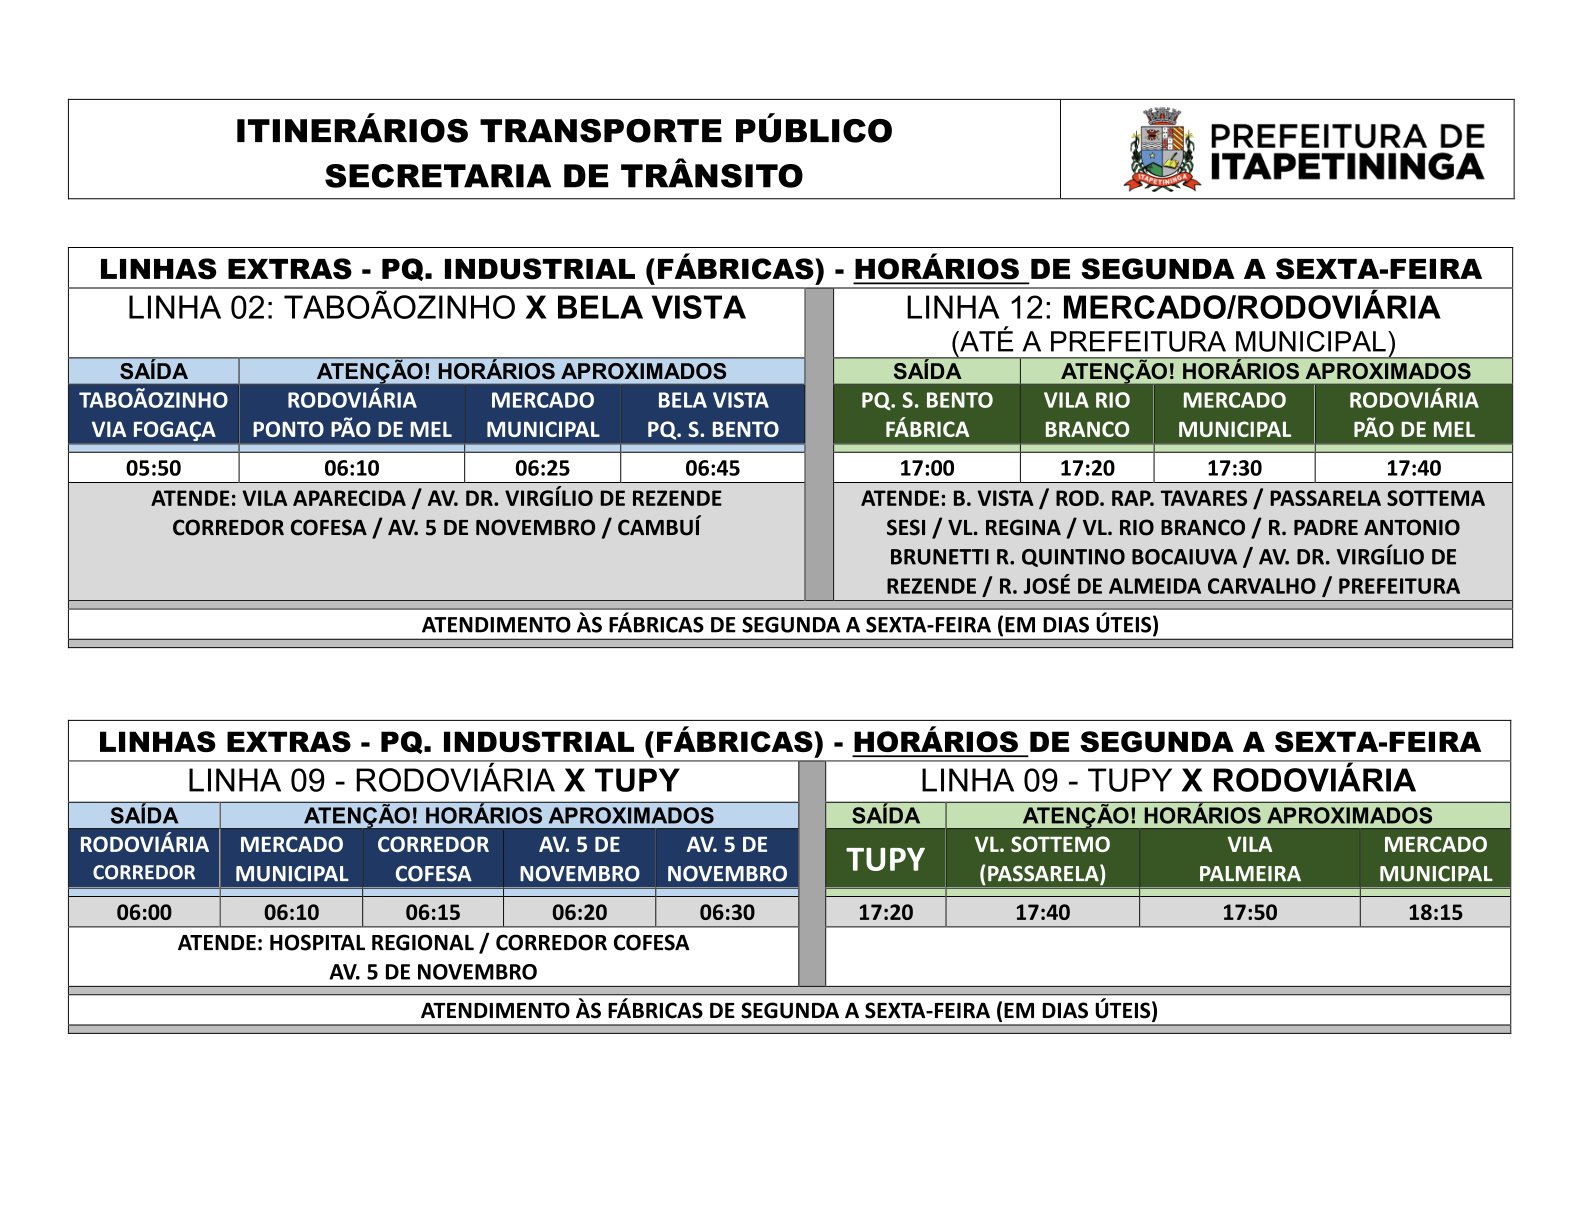 ITINERÁRIOS TRANSPORTE PÚBLICO
SECRETARIA DE TRÂNSITO
ITAPETININGA
PREFEITURA DE
ITAPETININGA
LINHAS EXTRAS - PQ. INDUSTRIAL (FÁBRICAS) - HORÁRIOS DE SEGUNDA A SEXTA-FEIRA
LINHA 02: TABOÃOZINHO X BELA VISTA
SAÍDA ATENÇÃO! HORÁRIOS APROXIMADOS
TABOÃOZINHO RODOVIÁRIA MERCADO BELA VISTA
VIA FOGAÇA PONTO PÃO DE MEL MUNICIPAL PQ. S. BENTO
05:50 06:10 06:25 06:45
ATENDE: VILA APARECIDA / AV. DR. VIRGÍLIO DE REZENDE
CORREDOR COFESA / AV. 5 DE NOVEMBRO / CAMBUÍ
LINHA 12: MERCADO/RODOVIÁRIA
(ATÉ A PREFEITURA MUNICIPAL)
SAÍDA ATENÇÃO! HORÁRIOS APROXIMADOS
PQ. S. BENTO VILA RIO MERCADO RODOVIÁRIA
FÁBRICA BRANCO MUNICIPAL PÃO DE MEL
17:00 17:20 17:30 17:40
ATENDE: B. VISTA / ROD. RAP. TAVARES / PASSARELA SOTTEMA
SESI / VL. REGINA / VL. RIO BRANCO / R. PADRE ANTONIO
BRUNETTI R. QUINTINO BOCAIUVA / AV. DR. VIRGÍLIO DE
REZENDE / R. JOSÉ DE ALMEIDA CARVALHO / PREFEITURA
ATENDIMENTO ÀS FÁBRICAS DE SEGUNDA A SEXTA-FEIRA (EM DIAS ÚTEIS)
LINHAS EXTRAS - PQ. INDUSTRIAL (FÁBRICAS) - HORÁRIOS DE SEGUNDA A SEXTA-FEIRA
LINHA 09 - RODOVIÁRIA X TUPY
SAÍDA ATENÇÃO! HORÁRIOS APROXIMADOS
RODOVIÁRIA MERCADO CORREDOR AV. 5 DE AV. 5 DE
CORREDOR MUNICIPAL COFESA NOVEMBRO NOVEMBRO
06:00 06:10 06:15 06:20 06:30
ATENDE: HOSPITAL REGIONAL / CORREDOR COFESA
AV. 5 DE NOVEMBRO
LINHA 09 - TUPY X RODOVIÁRIA
SAÍDA ATENÇÃO! HORÁRIOS APROXIMADOS
TUPY VL. SOTTEMO VILA MERCADO
(PASSARELA) PALMEIRA MUNICIPAL
17:20 17:40 17:50 18:15
ATENDIMENTO ÀS FÁBRICAS DE SEGUNDA A SEXTA-FEIRA (EM DIAS ÚTEIS)